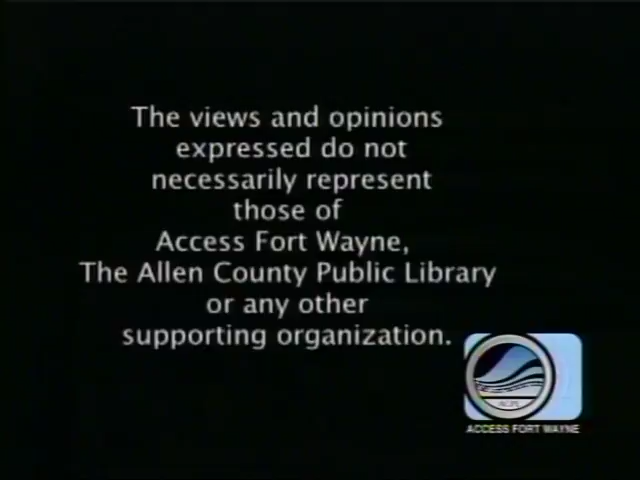 The views and opinions
expressed do not
necessarily represent
those of
Access Fort Wayne,
The Allen County Public Library
or any other
supporting organization.
ACPL
ACCESS FORT WAYNE